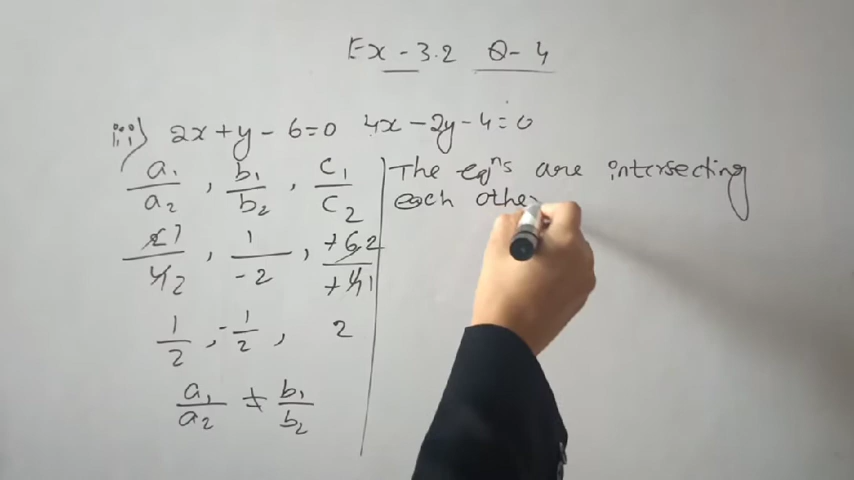 Ex - 3.2 Q-4
iii) 2x+y-6=0 4x-2y-4=0
a₁/a₂ , b₁/b₂ , c₁/c₂
The eqⁿs are intersecting
each other
2̸ 1/4̸ 2 , 1/-2 , +6̸ 2/+4̸ 1
1/2 , -1/2 , 2
a₁/a₂ ≠ b₁/b₂